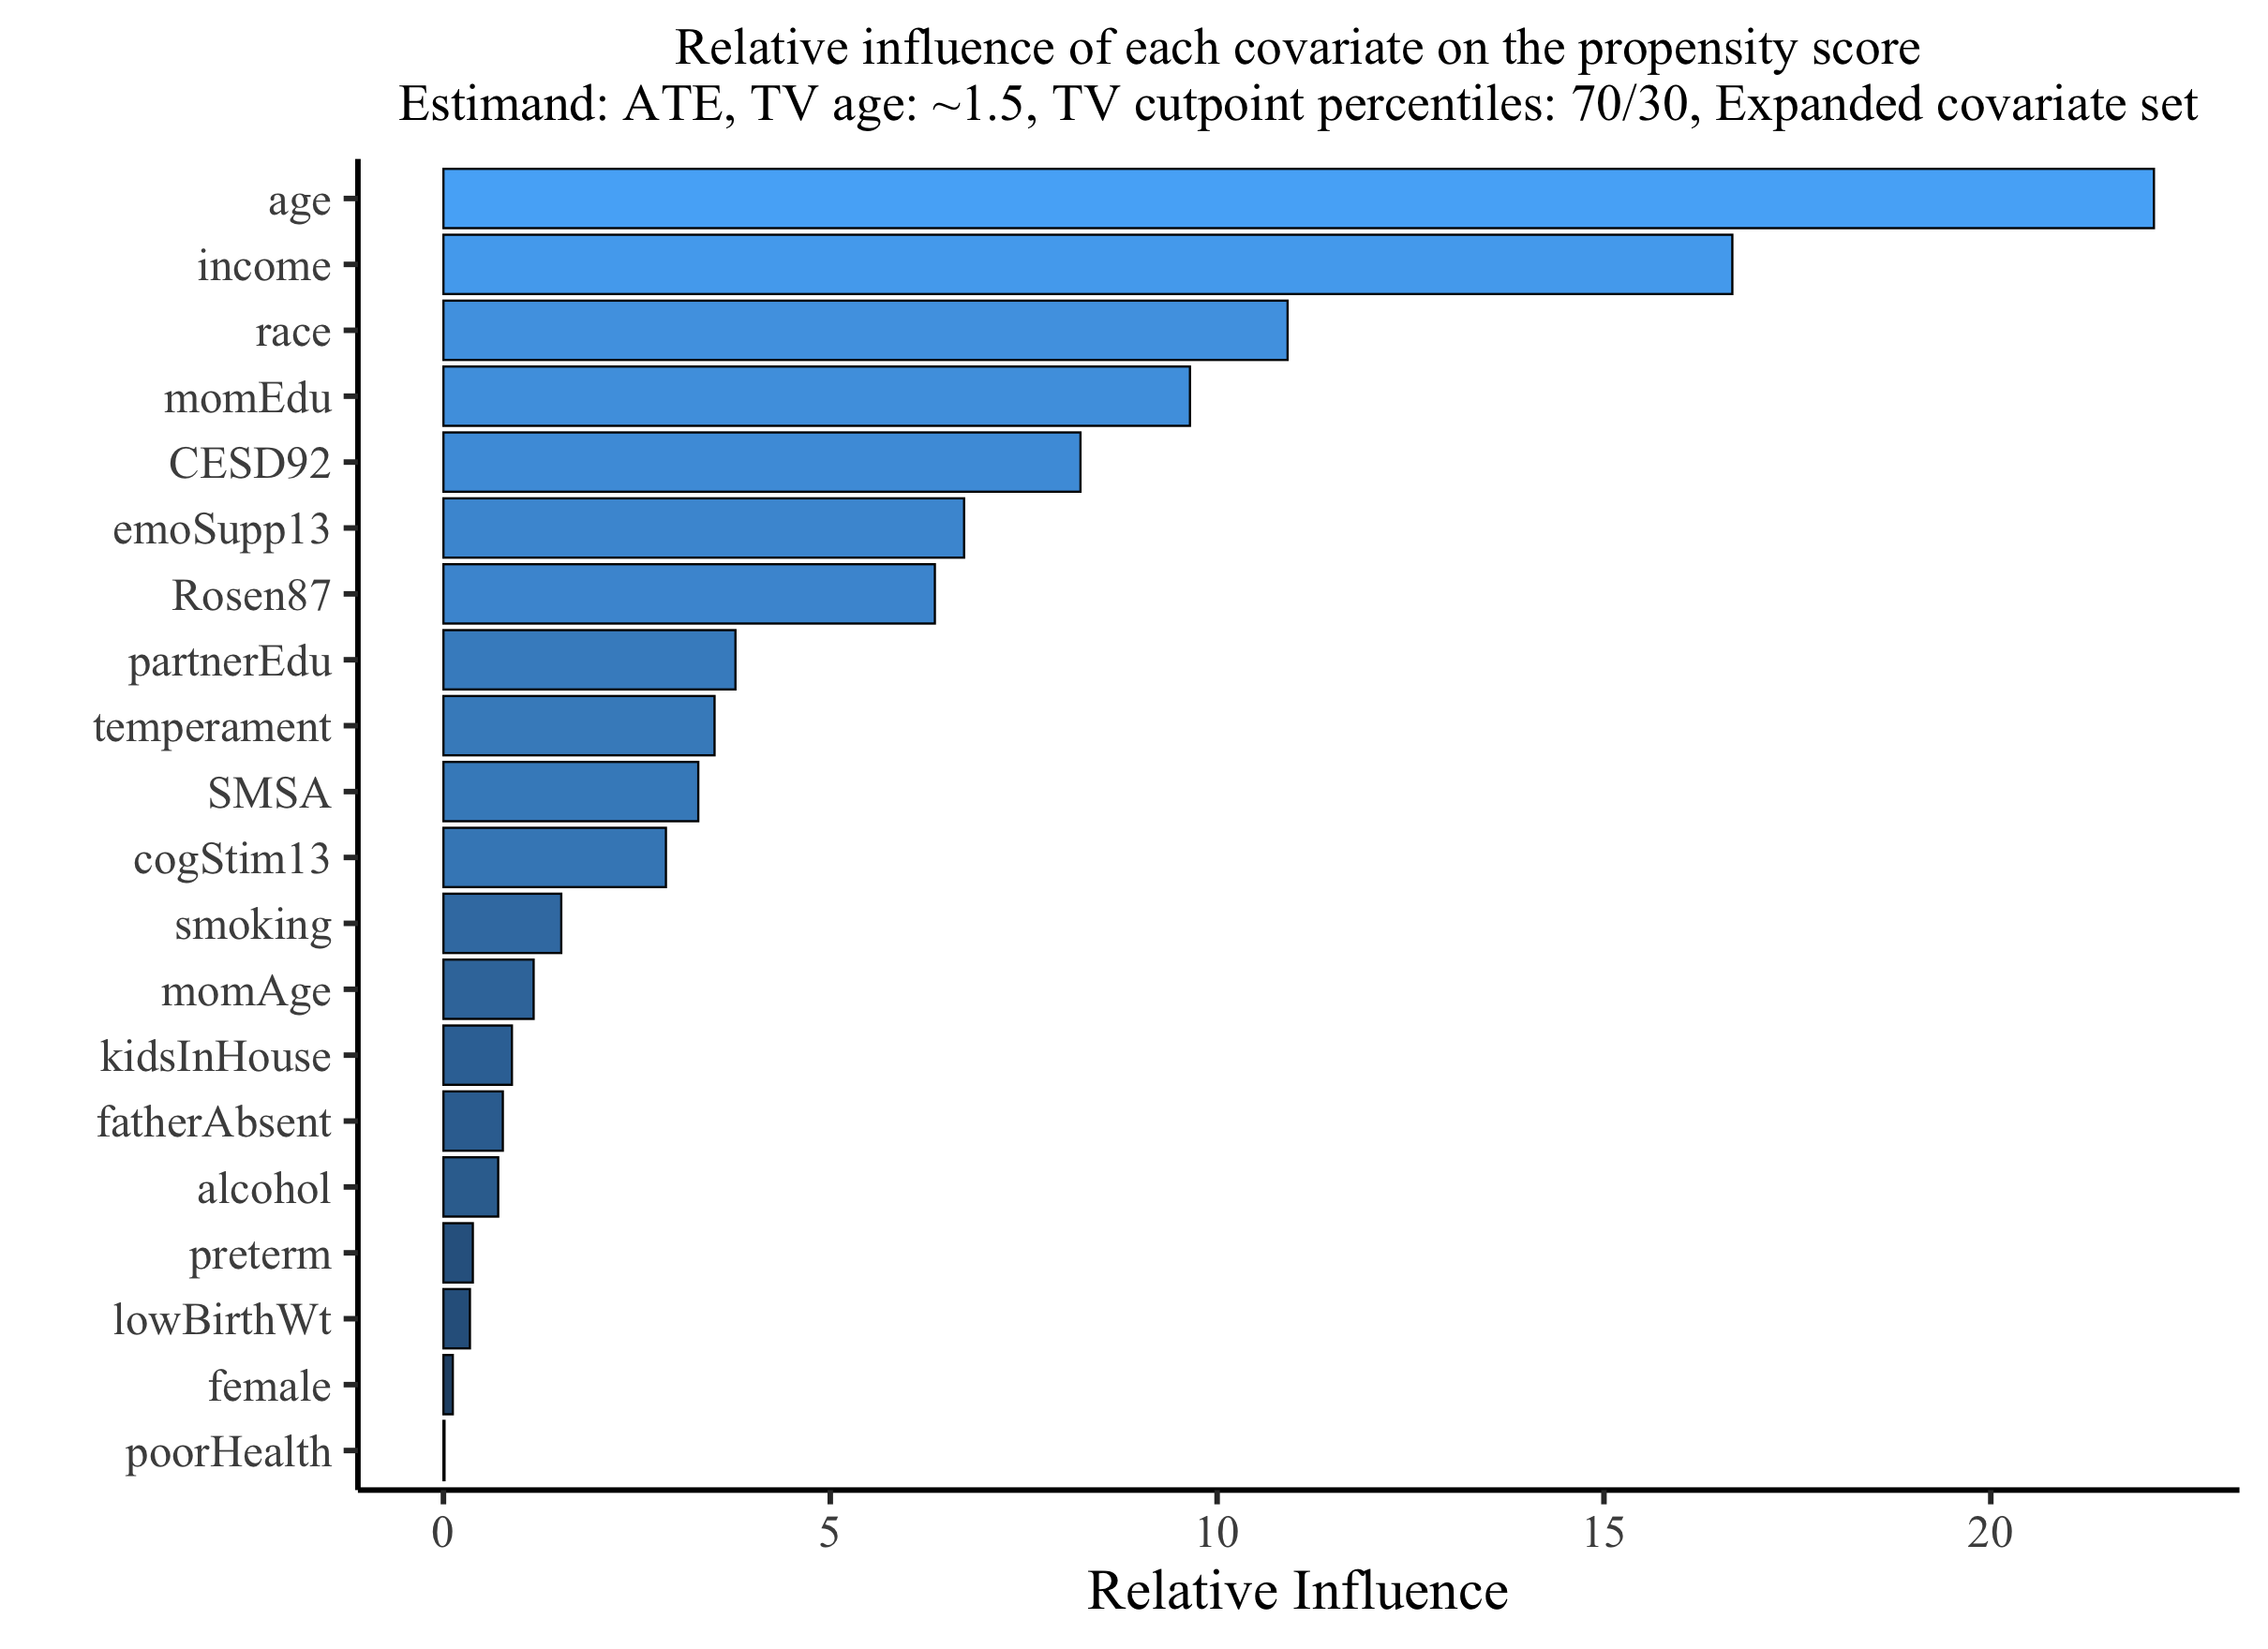 Relative influence of each covariate on the propensity score
Estimand: ATE, TV age: ~1.5, TV cutpoint percentiles: 70/30, Expanded covariate set
age
income
race
momEdu
CESD92
emoSupp13
Rosen87
partnerEdu
temperament
SMSA
cogStim13
smoking
momAge
kidsInHouse
fatherAbsent
alcohol
preterm
lowBirthWt
female
poorHealth
0 5 10 15 20
Relative Influence